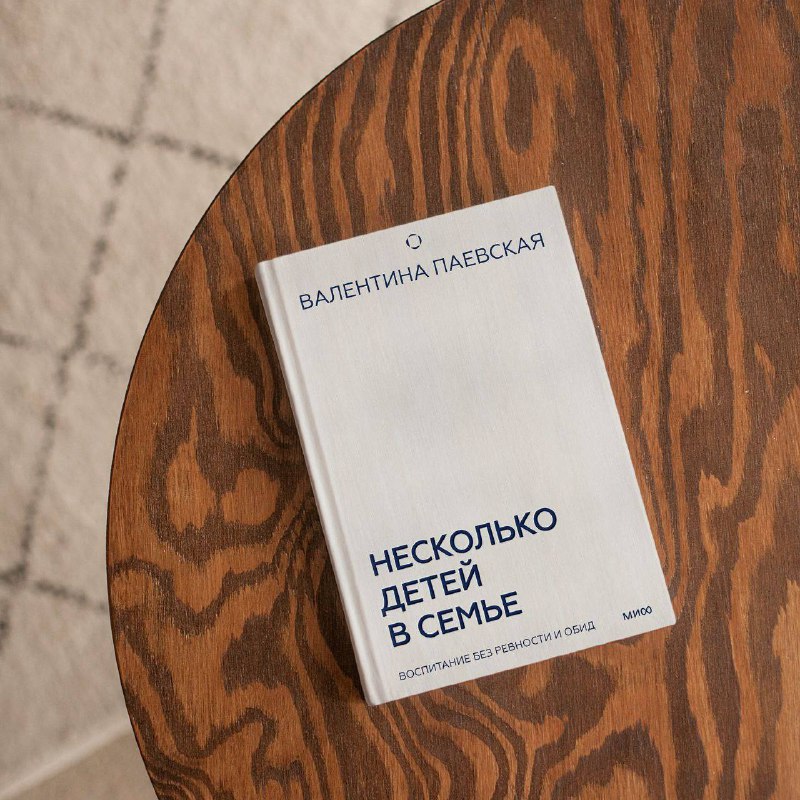 ВАЛЕНТИНА ПАЕВСКАЯ
НЕСКОЛЬКО
ДЕТЕЙ
В СЕМЬЕ
ВОСПИТАНИЕ БЕЗ РЕВНОСТИ И ОБИД
МИФ